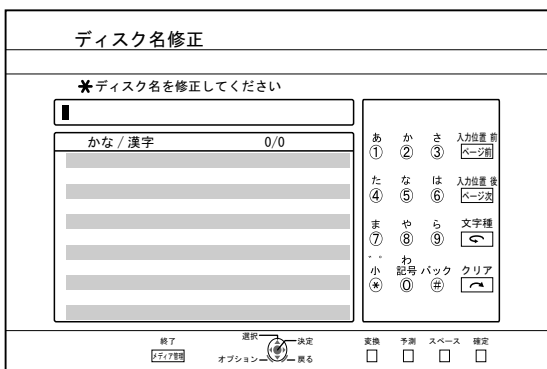 ディスク名修正
*ディスク名を修正してください
かな / 漢字 0/0
あ か さ 入力位置 前
① ② ③ ページ前
た な は 入力位置 後
④ ⑤ ⑥ ページ次
ま や ら 文字種
⑦ ⑧ ⑨
゛゜ わ
小 記号 バック クリア
* 0 #
終了 選択 決定 変換 予測 スペース 確定
メディア管理 オプション 戻る